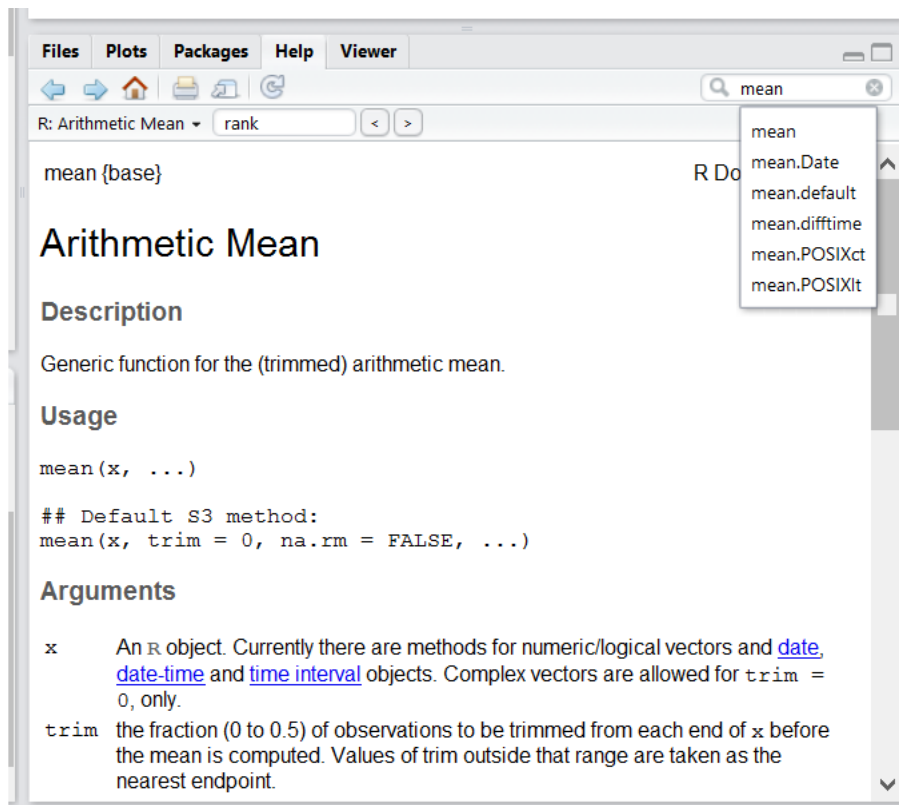 Files Plots Packages Help Viewer
mean
R: Arithmetic Mean rank < >
mean
mean.Date
mean.default
mean.difftime
mean.POSIXct
mean.POSIXlt
mean {base} R Do
Arithmetic Mean
Description
Generic function for the (trimmed) arithmetic mean.
Usage
mean(x, ...)
## Default S3 method:
mean(x, trim = 0, na.rm = FALSE, ...)
Arguments
x An R object. Currently there are methods for numeric/logical vectors and date,
date-time and time interval objects. Complex vectors are allowed for trim =
0, only.
trim the fraction (0 to 0.5) of observations to be trimmed from each end of x before
the mean is computed. Values of trim outside that range are taken as the
nearest endpoint.